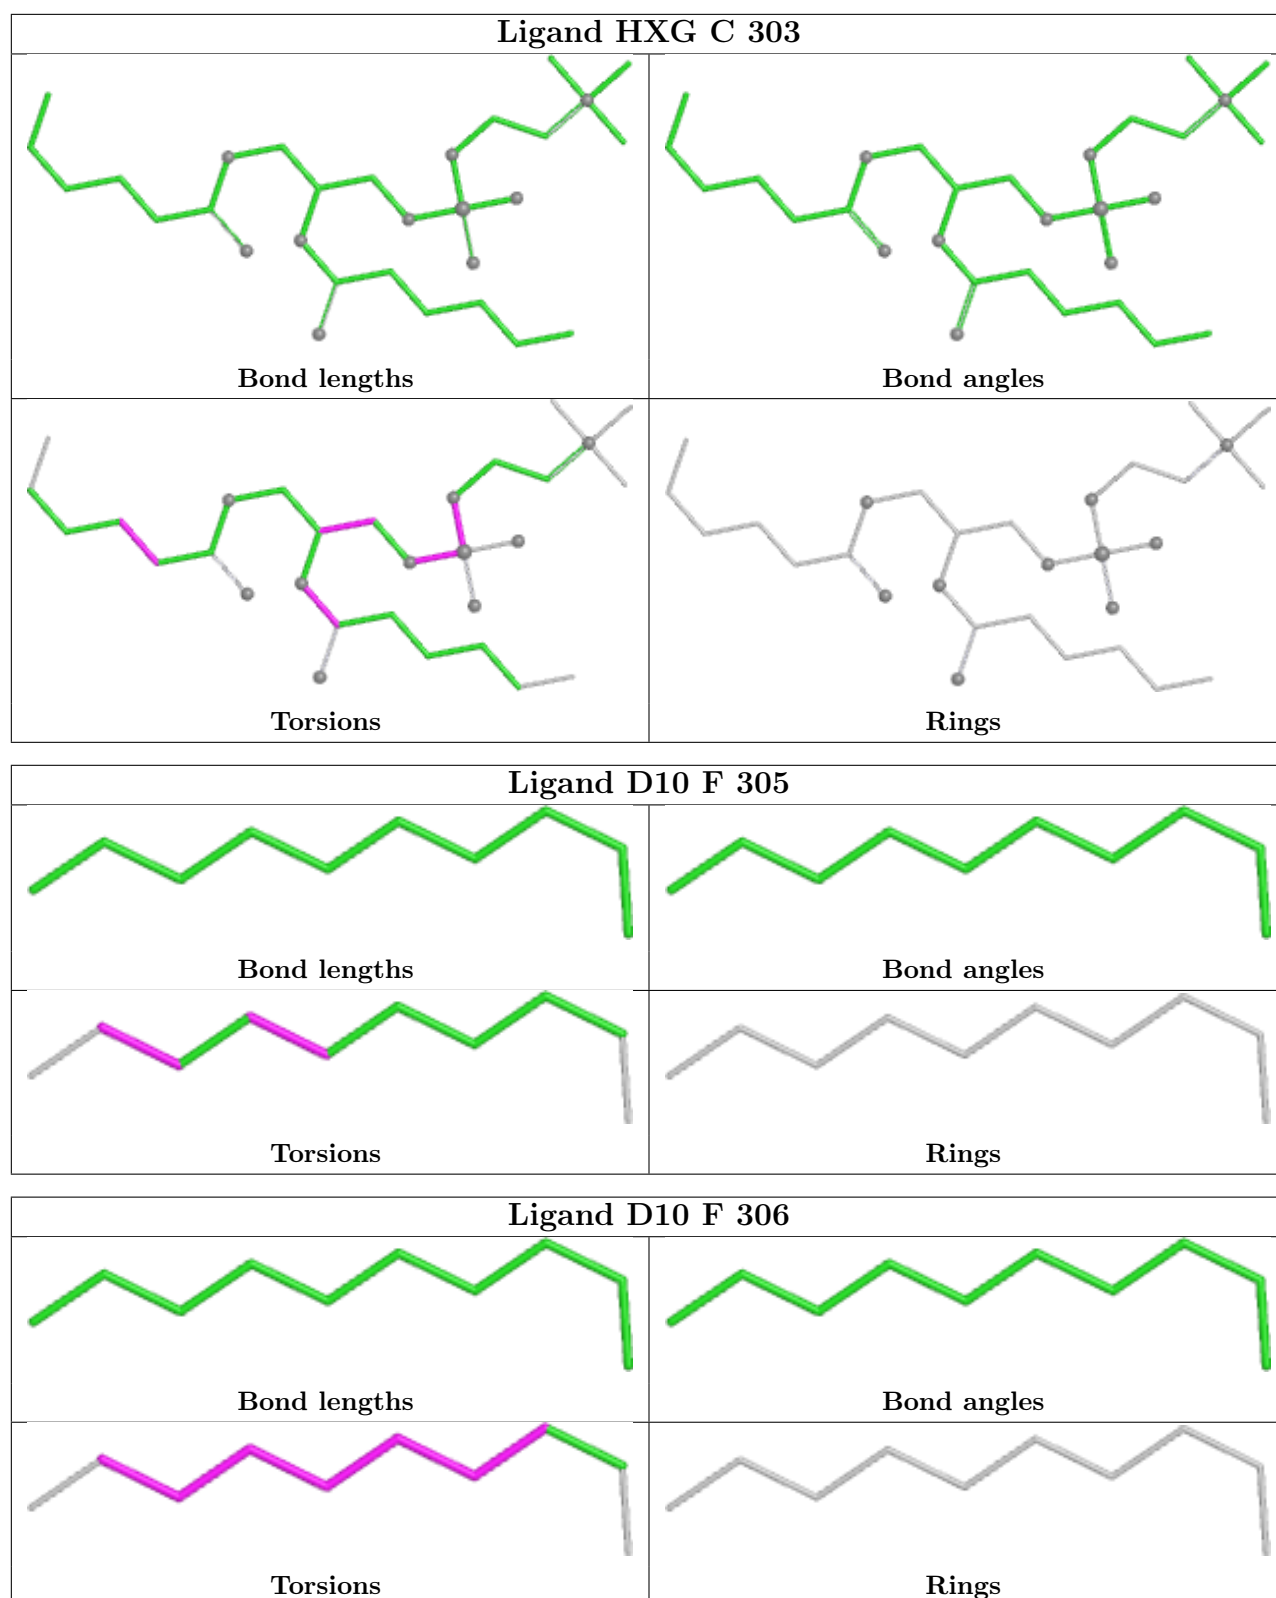 Ligand HXG C 303
Bond lengths
Bond angles
Torsions
Rings
Ligand D10 F 305
Bond lengths
Bond angles
Torsions
Rings
Ligand D10 F 306
Bond lengths
Bond angles
Torsions
Rings